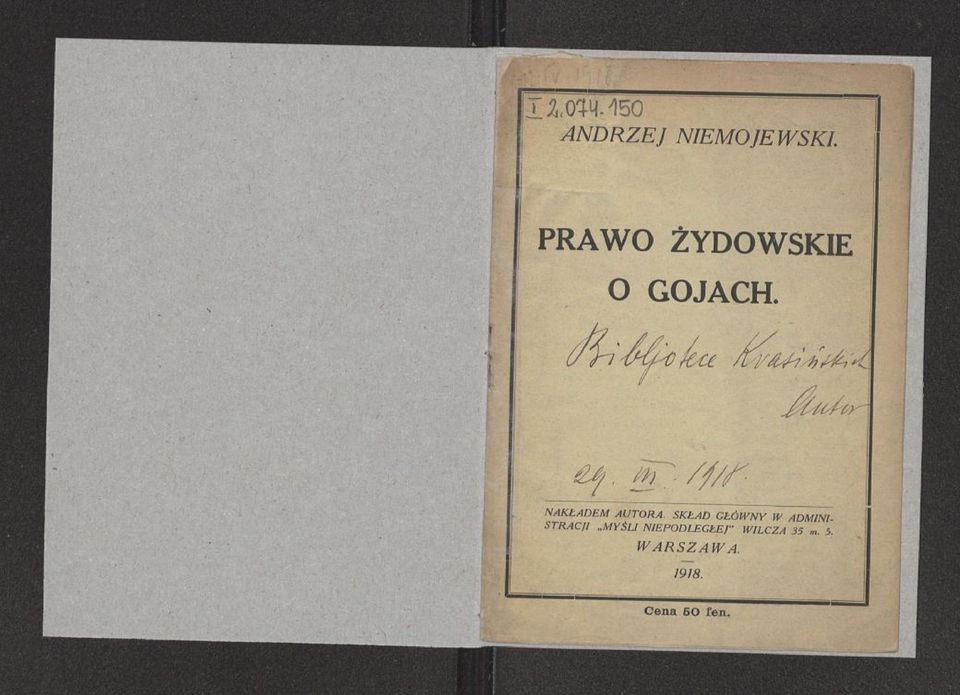 I 2.074.150
ANDRZEJ NIEMOJEWSKI.
PRAWO ŻYDOWSKIE
O GOJACH.
Bibljotece Krasińskich
Autor
29. III. 1918.
NAKŁADEM AUTORA. SKŁAD GŁÓWNY W ADMINI-
STRACJI „MYŚLI NIEPODLEGŁEJ" WILCZA 35 m. 5.
WARSZAWA.
1918.
Cena 50 fen.